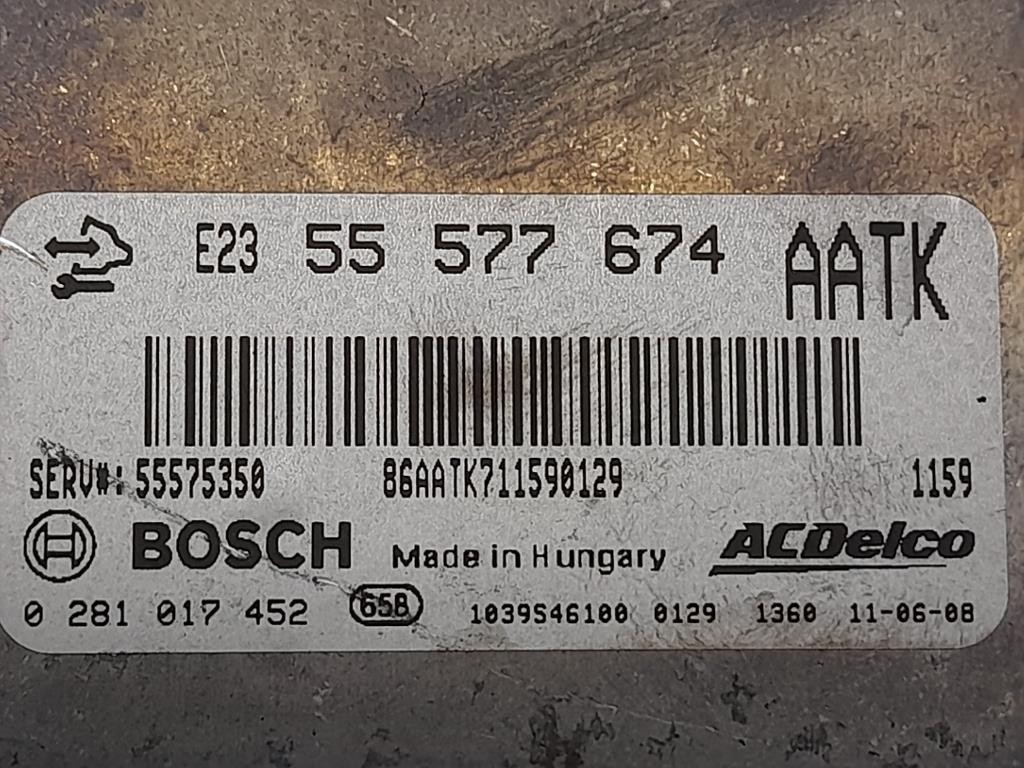 E23 55 577 674 AATK
SERV#: 55575350 86AATK711590129 1159
BOSCH Made in Hungary ACDelco
0 281 017 452 65B 1039S46100 0129 1360 11-06-08